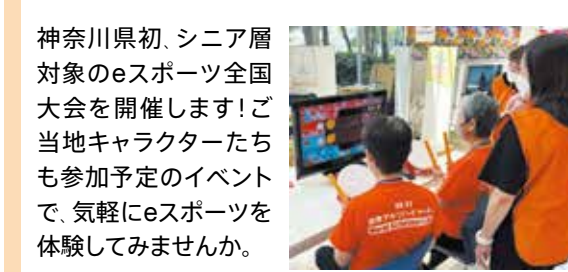 神奈川県初、シニア層
対象のeスポーツ全国
大会を開催します！ご
当地キャラクターたち
も参加予定のイベント
で、気軽にeスポーツを
体験してみませんか。